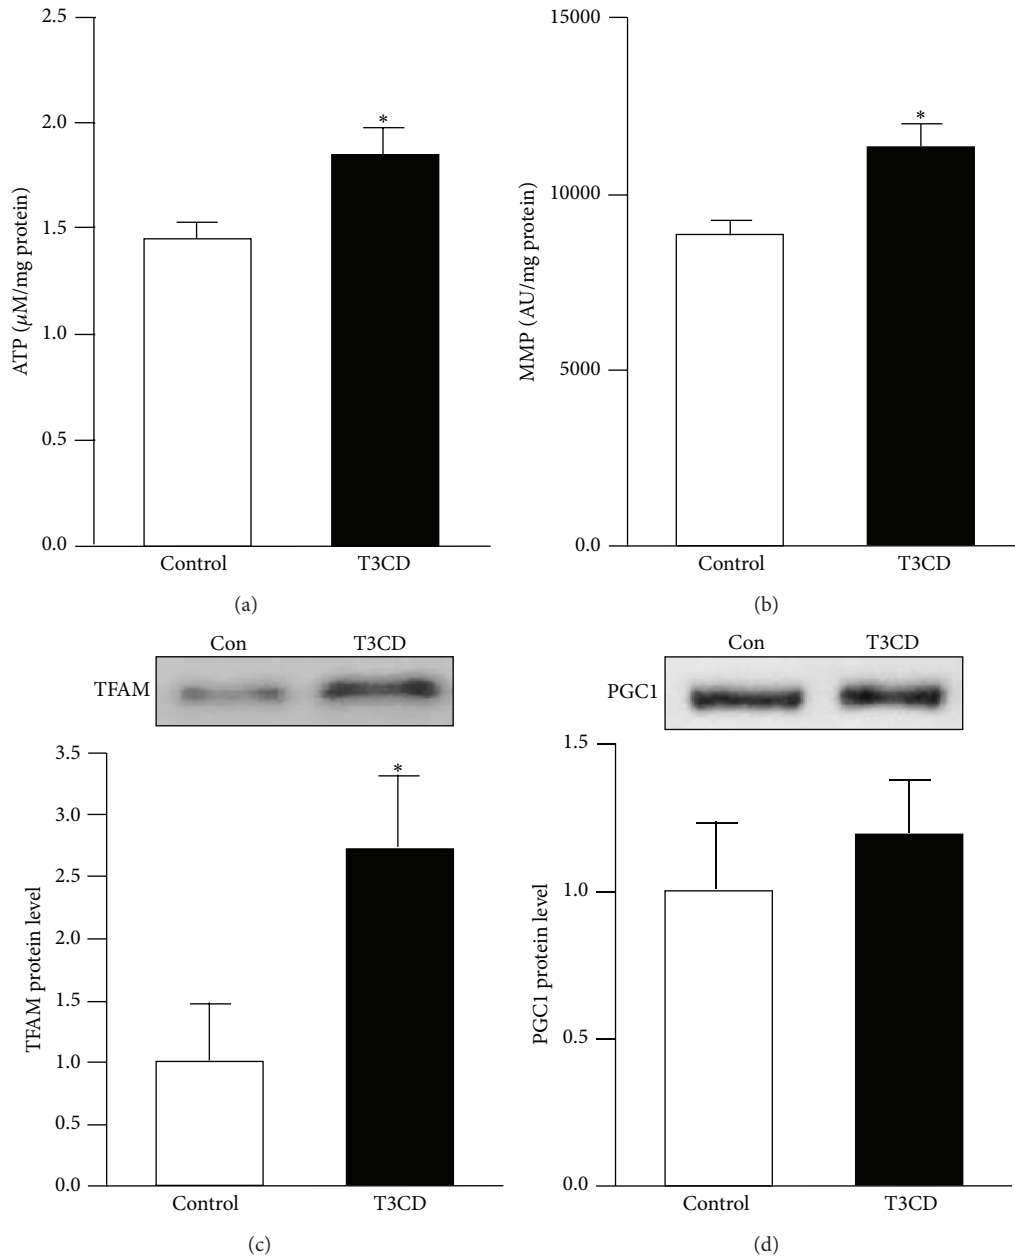 2.5
2.0
1.5
1.0
0.5
0.0
ATP (μM/mg protein)
*
Control T3CD
(a)
15000
10000
5000
0.0
MMP (AU/mg protein)
*
Control T3CD
(b)
Con T3CD
TFAM
3.5
3.0
2.5
2.0
1.5
1.0
0.5
0.0
TFAM protein level
*
Control T3CD
(c)
Con T3CD
PGC1
1.5
1.0
0.5
0.0
PGC1 protein level
Control T3CD
(d)